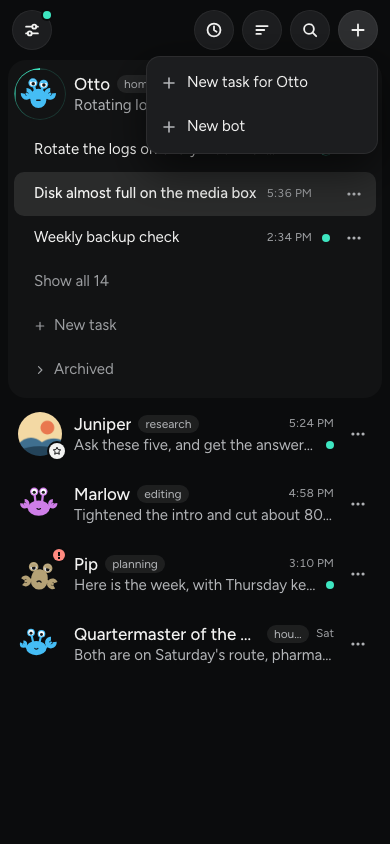 New task for Otto
New bot
Otto
Rotating lo
Rotate the logs on
Disk almost full on the media box 5:36 PM
Weekly backup check 2:34 PM
Show all 14
New task
Archived
Juniper research 5:24 PM
Ask these five, and get the answer...
Marlow editing 4:58 PM
Tightened the intro and cut about 80...
Pip planning 3:10 PM
Here is the week, with Thursday ke...
Quartermaster of the ... hou... Sat
Both are on Saturday's route, pharma...